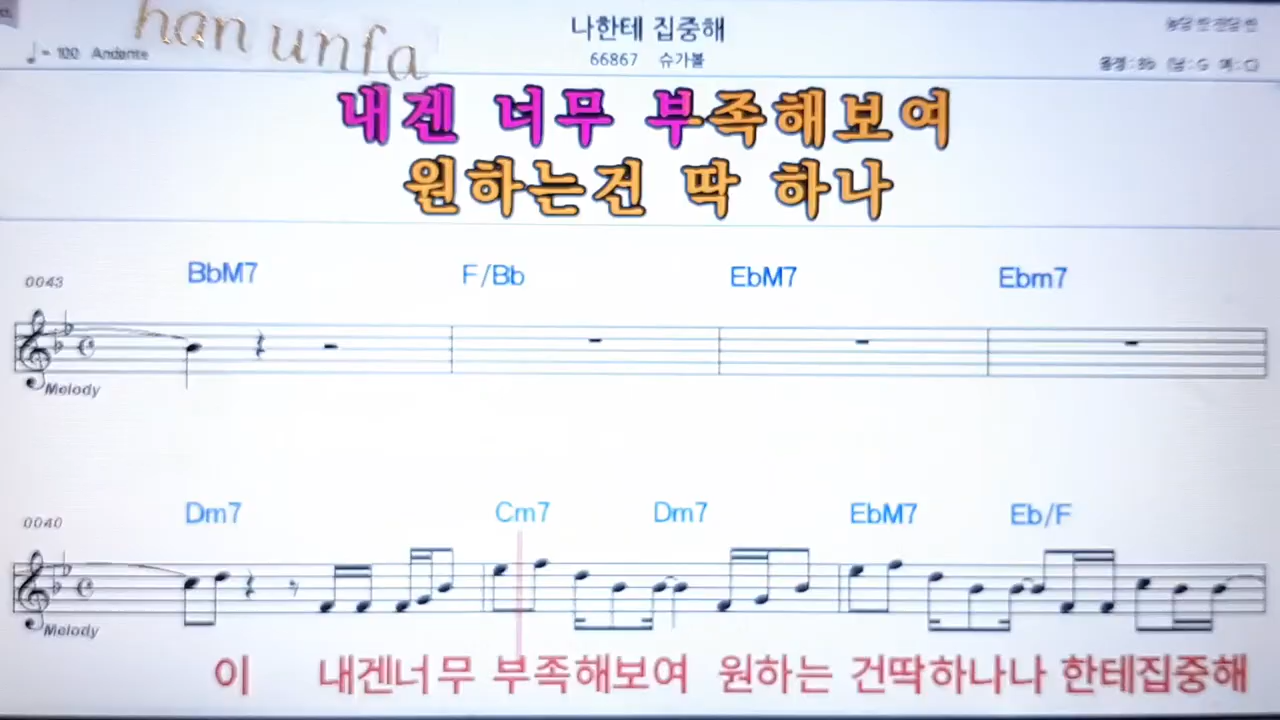 han unfa
나한테 집중해
♩= 100 Andante
66867 슈가볼
내겐 너무 부족해보여
원하는건 딱 하나
0043 BbM7 F/Bb EbM7 Ebm7
Melody
0040 Dm7 Cm7 Dm7 EbM7 Eb/F
Melody
이 내겐너무 부족해보여 원하는 건딱하나나 한테집중해